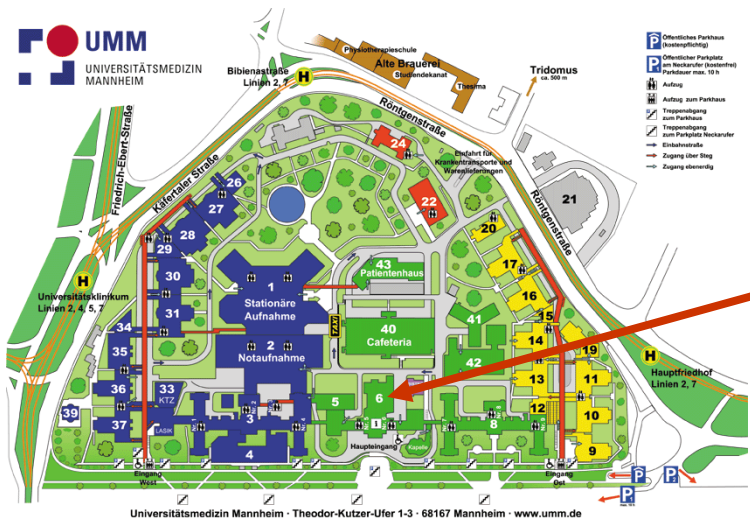 UMM
UNIVERSITÄTSMEDIZIN
MANNHEIM
Bibienastraße
Linien 2, 7
H
Physiotherapieschule
Alte Brauerei
Studiendekanat
Thesima
Tridomus
ca. 500 m
Öffentliches Parkhaus
(kostenpflichtig)
Öffentlicher Parkplatz
am Neckarufer (kostenfrei)
Parkdauer max. 10 h
Aufzug
Aufzug zum Parkhaus
Treppenabgang
zum Parkhaus
Treppenabgang
zum Parkplatz Neckarufer
Einbahnstraße
Zugang über Steg
Zugang ebenerdig
Friedrich-Ebert-Straße
Käfertaler Straße
Röntgenstraße
Einfahrt für
Krankentransporte und
Warenlieferungen
Röntgenstraße
24
22
21
20
26
27
28
29
30
31
H
Universitätsklinikum
Linien 2, 4, 5, 7
1
Stationäre
Aufnahme
43
Patientenhaus
17
16
15
TAXI
40
Cafeteria
41
2
Notaufnahme
42
14
13
12
19
11
10
9
H
Hauptfriedhof
Linien 2, 7
34
35
36
37
39
33
KTZ
LASIK
3
4
5
6
i
8
Haupteingang
Kapelle
Eingang
West
Eingang
Ost
P
P
P
max. 10 h
Universitätsmedizin Mannheim · Theodor-Kutzer-Ufer 1-3 · 68167 Mannheim · www.umm.de